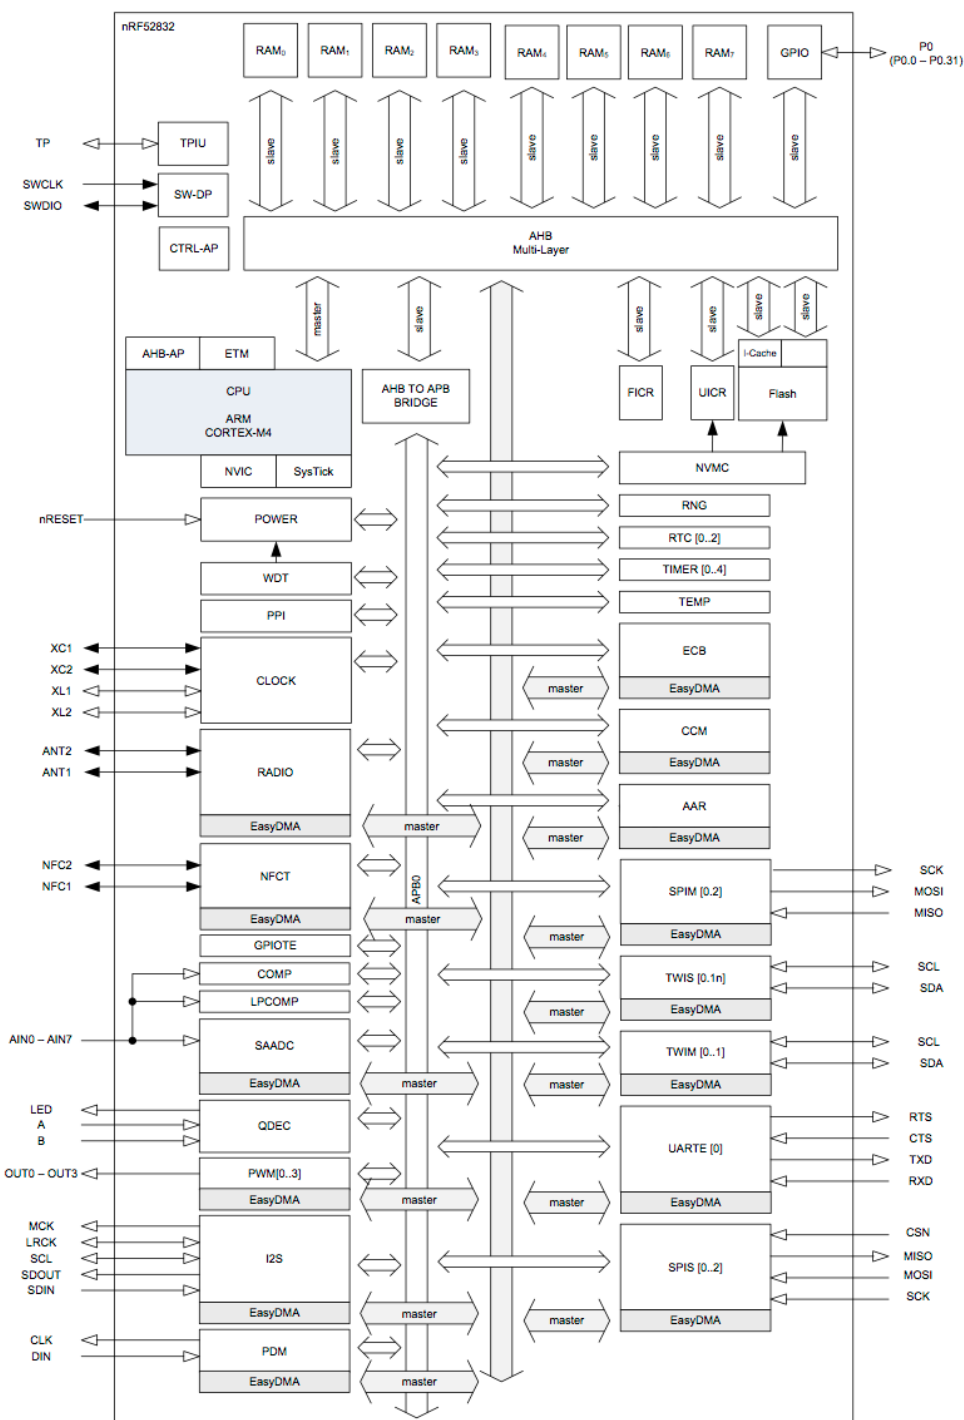 nRF52832
RAM0
RAM1
RAM2
RAM3
RAM4
RAM5
RAM6
RAM7
GPIO
P0
(P0.0 – P0.31)
slave
slave
slave
slave
slave
slave
slave
slave
slave
TP
TPIU
SWCLK
SWDIO
SW-DP
CTRL-AP
AHB
Multi-Layer
master
slave
slave
slave
slave
slave
AHB-AP
ETM
I-Cache
CPU
ARM
CORTEX-M4
AHB TO APB
BRIDGE
FICR
UICR
Flash
NVIC
SysTick
NVMC
nRESET
POWER
RNG
RTC [0..2]
WDT
TIMER [0..4]
PPI
TEMP
XC1
XC2
XL1
XL2
CLOCK
ECB
master
EasyDMA
ANT2
ANT1
RADIO
CCM
master
EasyDMA
AAR
EasyDMA
master
master
EasyDMA
NFC2
NFC1
NFCT
APB0
SPIM [0.2]
SCK
MOSI
MISO
EasyDMA
master
master
EasyDMA
GPIOTE
COMP
LPCOMP
TWIS [0.1n]
SCL
SDA
master
EasyDMA
AIN0 – AIN7
SAADC
TWIM [0..1]
SCL
SDA
EasyDMA
master
master
EasyDMA
LED
A
B
QDEC
UARTE [0]
RTS
CTS
TXD
RXD
OUT0 – OUT3
PWM[0..3]
EasyDMA
master
master
EasyDMA
MCK
LRCK
SCL
SDOUT
SDIN
I2S
SPIS [0..2]
CSN
MISO
MOSI
SCK
EasyDMA
master
master
EasyDMA
CLK
DIN
PDM
EasyDMA
master